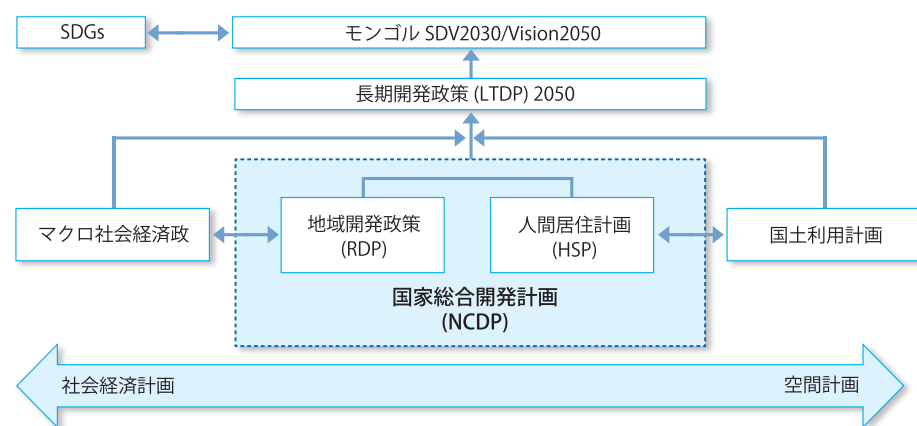 SDGs
モンゴル SDV2030/Vision2050
長期開発政策 (LTDP) 2050
マクロ社会経済政
地域開発政策
(RDP)
人間居住計画
(HSP)
国土利用計画
国家総合開発計画
(NCDP)
社会経済計画
空間計画